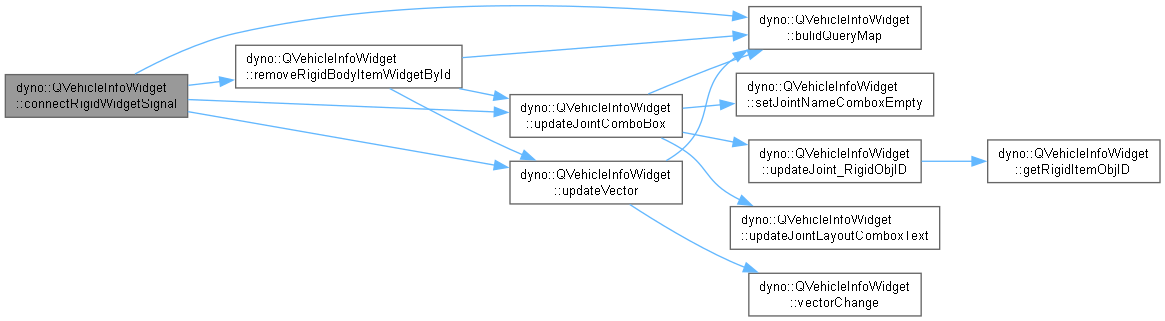 dyno::QVehicleInfoWidget
::connectRigidWidgetSignal
dyno::QVehicleInfoWidget
::removeRigidBodyItemWidgetById
dyno::QVehicleInfoWidget
::updateJointComboBox
dyno::QVehicleInfoWidget
::updateVector
dyno::QVehicleInfoWidget
::buildQueryMap
dyno::QVehicleInfoWidget
::setJointNameComboxEmpty
dyno::QVehicleInfoWidget
::updateJoint_RigidObjID
dyno::QVehicleInfoWidget
::getRigidItemObjID
dyno::QVehicleInfoWidget
::updateJointLayoutComboxText
dyno::QVehicleInfoWidget
::vectorChange